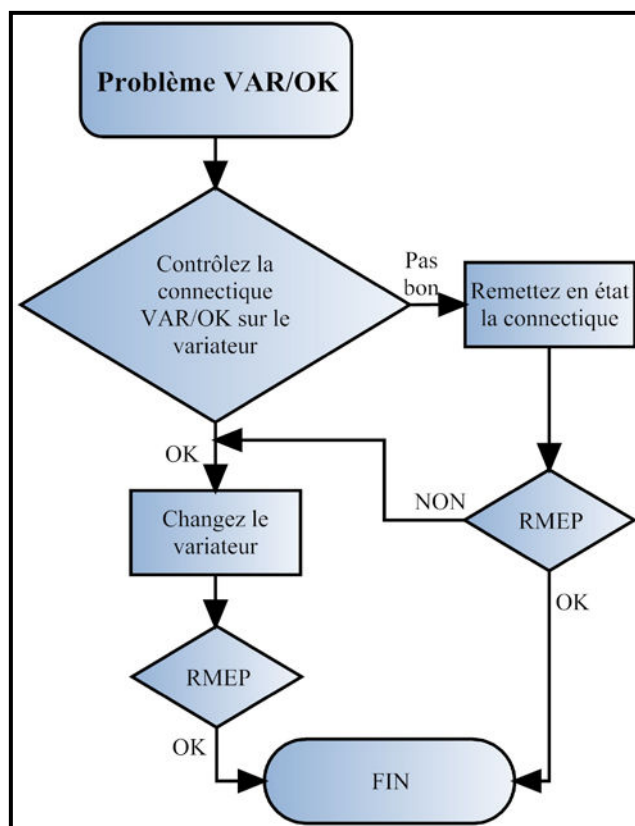 Problème VAR/OK
Contrôlez la
connectique
VAR/OK sur le
variateur
Pas
bon
Remettez en état
la connectique
OK
NON
RMEP
Changez le
variateur
OK
RMEP
OK
FIN